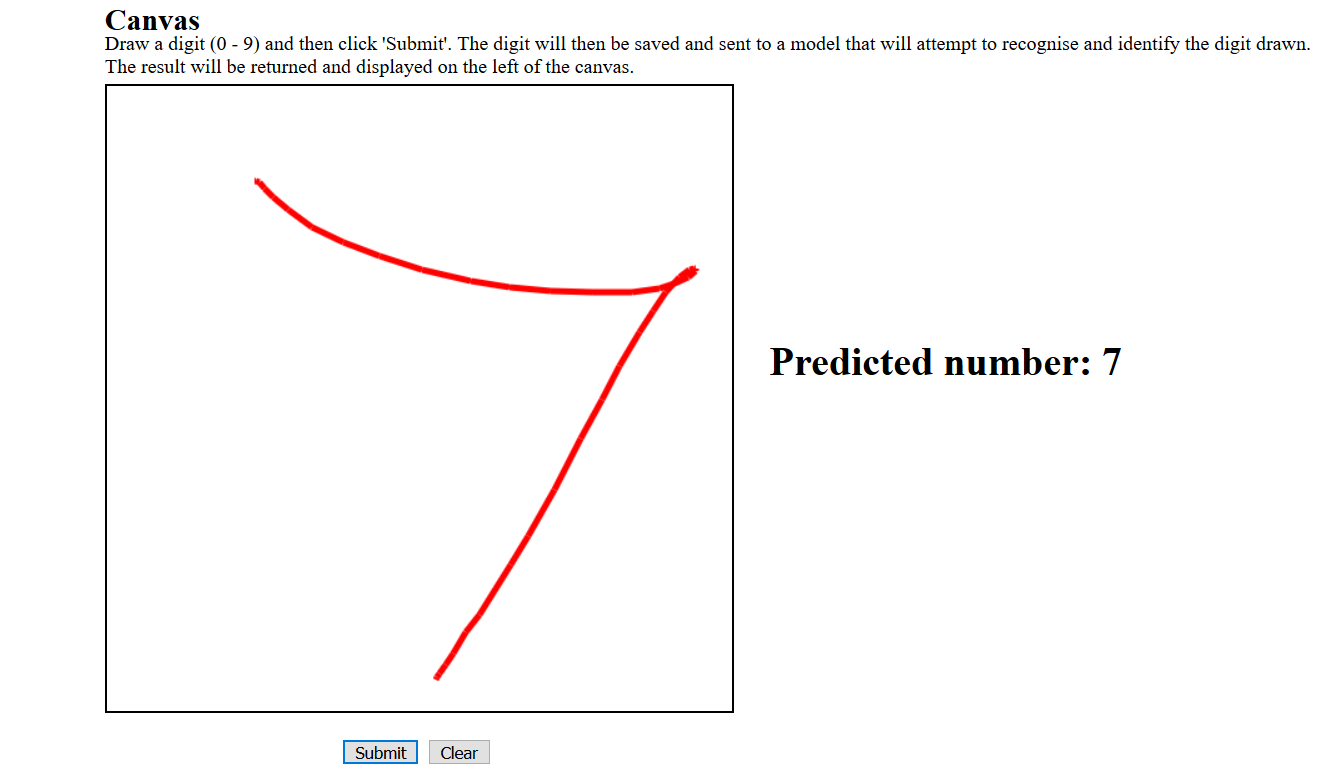 Canvas
Draw a digit (0 - 9) and then click 'Submit'. The digit will then be saved and sent to a model that will attempt to recognise and identify the digit drawn.
The result will be returned and displayed on the left of the canvas.
7
Predicted number: 7
Submit Clear